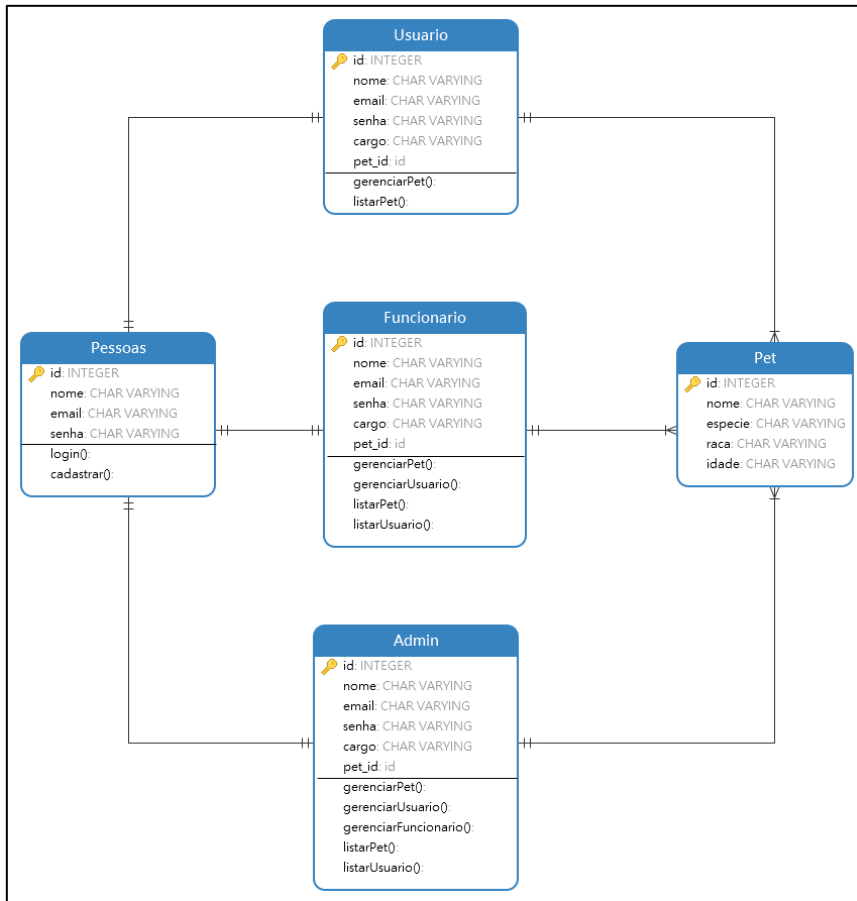 Usuario
id: INTEGER
nome: CHAR VARYING
email: CHAR VARYING
senha: CHAR VARYING
cargo: CHAR VARYING
pet_id: id
gerenciarPet():
listarPet():
Pessoas
id: INTEGER
nome: CHAR VARYING
email: CHAR VARYING
senha: CHAR VARYING
login():
cadastrar():
Funcionario
id: INTEGER
nome: CHAR VARYING
email: CHAR VARYING
senha: CHAR VARYING
cargo: CHAR VARYING
pet_id: id
gerenciarPet():
gerenciarUsuario():
listarPet():
listarUsuario():
Pet
id: INTEGER
nome: CHAR VARYING
especie: CHAR VARYING
raca: CHAR VARYING
idade: CHAR VARYING
Admin
id: INTEGER
nome: CHAR VARYING
email: CHAR VARYING
senha: CHAR VARYING
cargo: CHAR VARYING
pet_id: id
gerenciarPet():
gerenciarUsuario():
gerenciarFuncionario():
listarPet():
listarUsuario():